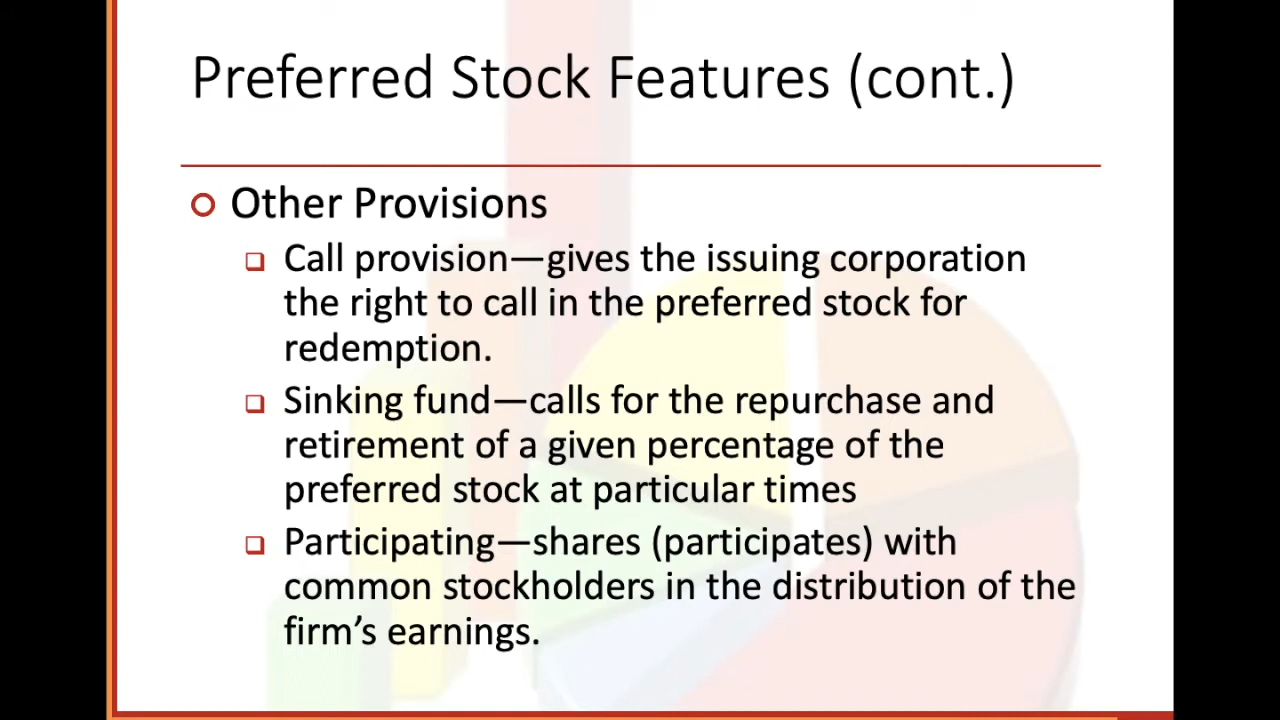 Preferred Stock Features (cont.)
Other Provisions
Call provision—gives the issuing corporation
the right to call in the preferred stock for
redemption.
Sinking fund—calls for the repurchase and
retirement of a given percentage of the
preferred stock at particular times
Participating—shares (participates) with
common stockholders in the distribution of the
firm’s earnings.